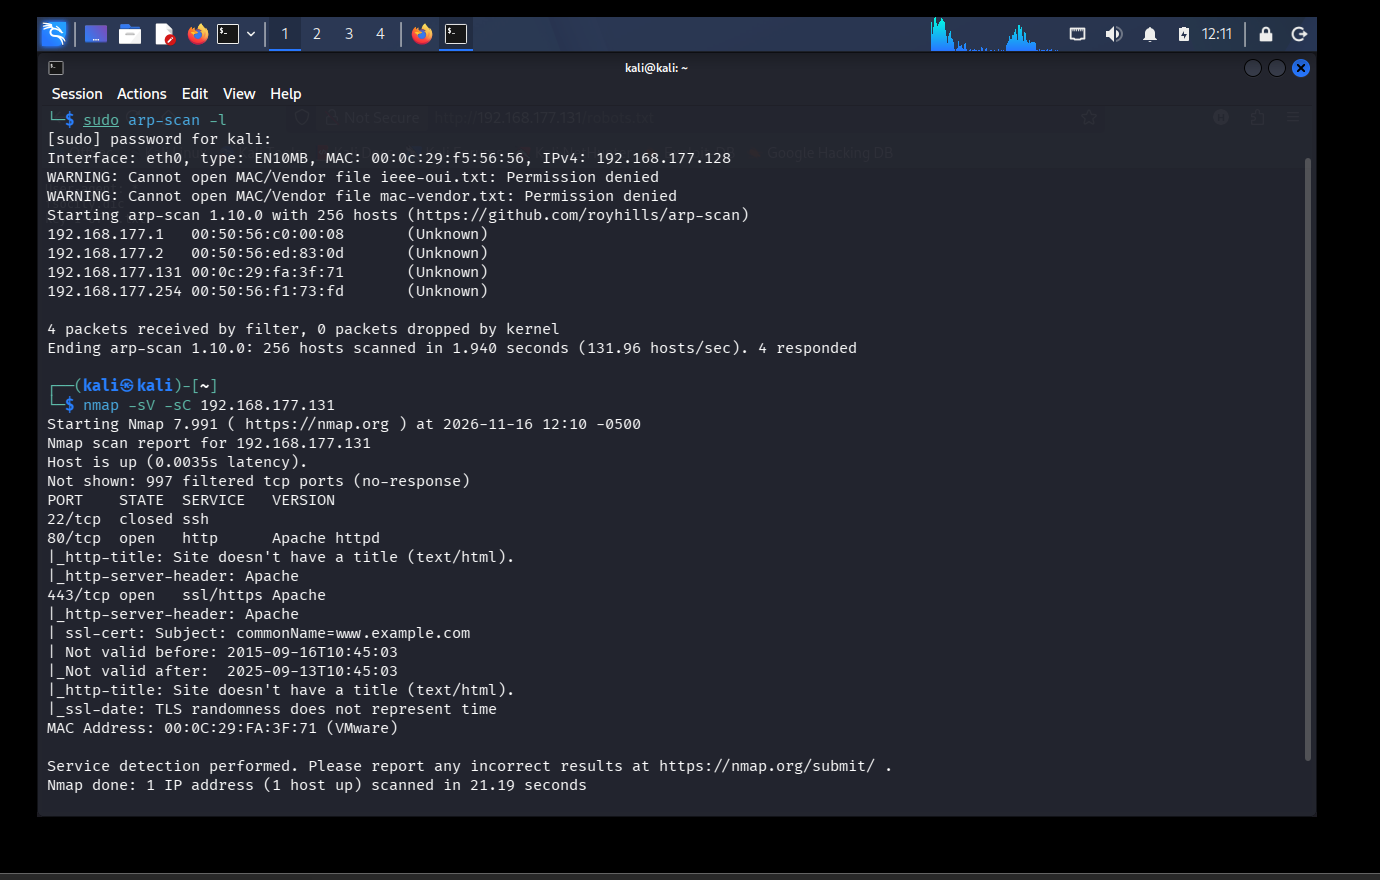 1 2 3 4 12:11
kali@kali: ~
Session Actions Edit View Help
└─$ sudo arp-scan -l
[sudo] password for kali:
Interface: eth0, type: EN10MB, MAC: 00:0c:29:f5:56:56, IPv4: 192.168.177.128
WARNING: Cannot open MAC/Vendor file ieee-oui.txt: Permission denied
WARNING: Cannot open MAC/Vendor file mac-vendor.txt: Permission denied
Starting arp-scan 1.10.0 with 256 hosts (https://github.com/royhills/arp-scan)
192.168.177.1   00:50:56:c0:00:08       (Unknown)
192.168.177.2   00:50:56:ed:83:0d       (Unknown)
192.168.177.131 00:0c:29:fa:3f:71       (Unknown)
192.168.177.254 00:50:56:f1:73:fd       (Unknown)
4 packets received by filter, 0 packets dropped by kernel
Ending arp-scan 1.10.0: 256 hosts scanned in 1.940 seconds (131.96 hosts/sec). 4 responded
┌──(kali㉿kali)-[~]
└─$ nmap -sV -sC 192.168.177.131
Starting Nmap 7.991 ( https://nmap.org ) at 2026-11-16 12:10 -0500
Nmap scan report for 192.168.177.131
Host is up (0.0035s latency).
Not shown: 997 filtered tcp ports (no-response)
PORT    STATE  SERVICE   VERSION
22/tcp  closed ssh
80/tcp  open   http      Apache httpd
|_http-title: Site doesn't have a title (text/html).
|_http-server-header: Apache
443/tcp open   ssl/https Apache
|_http-server-header: Apache
| ssl-cert: Subject: commonName=www.example.com
| Not valid before: 2015-09-16T10:45:03
|_Not valid after:  2025-09-13T10:45:03
|_http-title: Site doesn't have a title (text/html).
|_ssl-date: TLS randomness does not represent time
MAC Address: 00:0C:29:FA:3F:71 (VMware)
Service detection performed. Please report any incorrect results at https://nmap.org/submit/ .
Nmap done: 1 IP address (1 host up) scanned in 21.19 seconds
Not Secure
192.168.177.131
Google Hacking DB